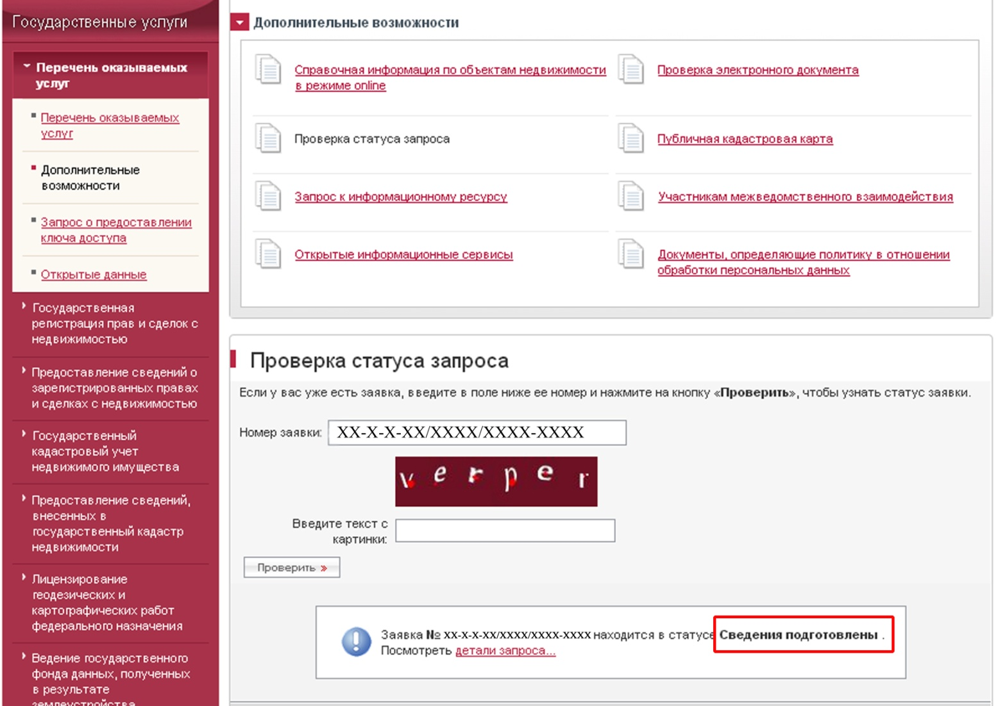 Государственные услуги
Перечень оказываемых
услуг
Перечень оказываемых
услуг
Дополнительные
возможности
Запрос о предоставлении
ключа доступа
Открытые данные
Государственная
регистрация прав и сделок с
недвижимостью
Предоставление сведений о
зарегистрированных правах
и сделках с недвижимостью
Государственный
кадастровый учет
недвижимого имущества
Предоставление сведений,
внесенных в
государственный кадастр
недвижимости
Лицензирование
геодезических и
картографических работ
федерального назначения
Ведение государственного
фонда данных, полученных
в результате
землеустройства
Дополнительные возможности
Справочная информация по объектам недвижимости
в режиме online
Проверка электронного документа
Проверка статуса запроса
Публичная кадастровая карта
Запрос к информационному ресурсу
Участникам межведомственного взаимодействия
Открытые информационные сервисы
Документы, определяющие политику в отношении
обработки персональных данных
Проверка статуса запроса
Если у вас уже есть заявка, введите в поле ниже ее номер и нажмите на кнопку «Проверить», чтобы узнать статус заявки.
Номер заявки: XX-X-X-XX/XXXX/XXXX-XXXX
verper
Введите текст с
картинки:
Проверить »
Заявка № XX-X-X-XX/XXXX/XXXX-XXXX находится в статусе Сведения подготовлены .
Посмотреть детали запроса...